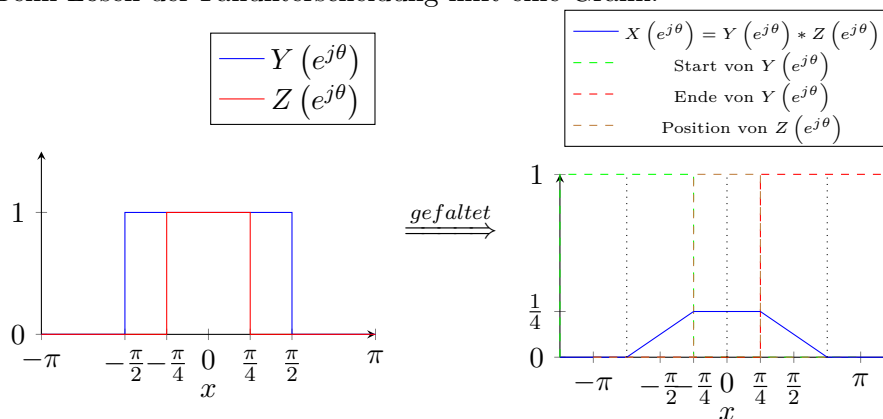 beim Lösen der Fallunterscheidung hilft eine Grafik:
Y (e^{jθ})
Z (e^{jθ})
X (e^{jθ}) = Y (e^{jθ}) ∗ Z (e^{jθ})
Start von Y (e^{jθ})
Ende von Y (e^{jθ})
Position von Z (e^{jθ})
1
0
−π −π/2 −π/4 0 π/4 π/2 π
x
gefaltet
1
1/4
0
−π −π/2 −π/4 0 π/4 π/2 π
x